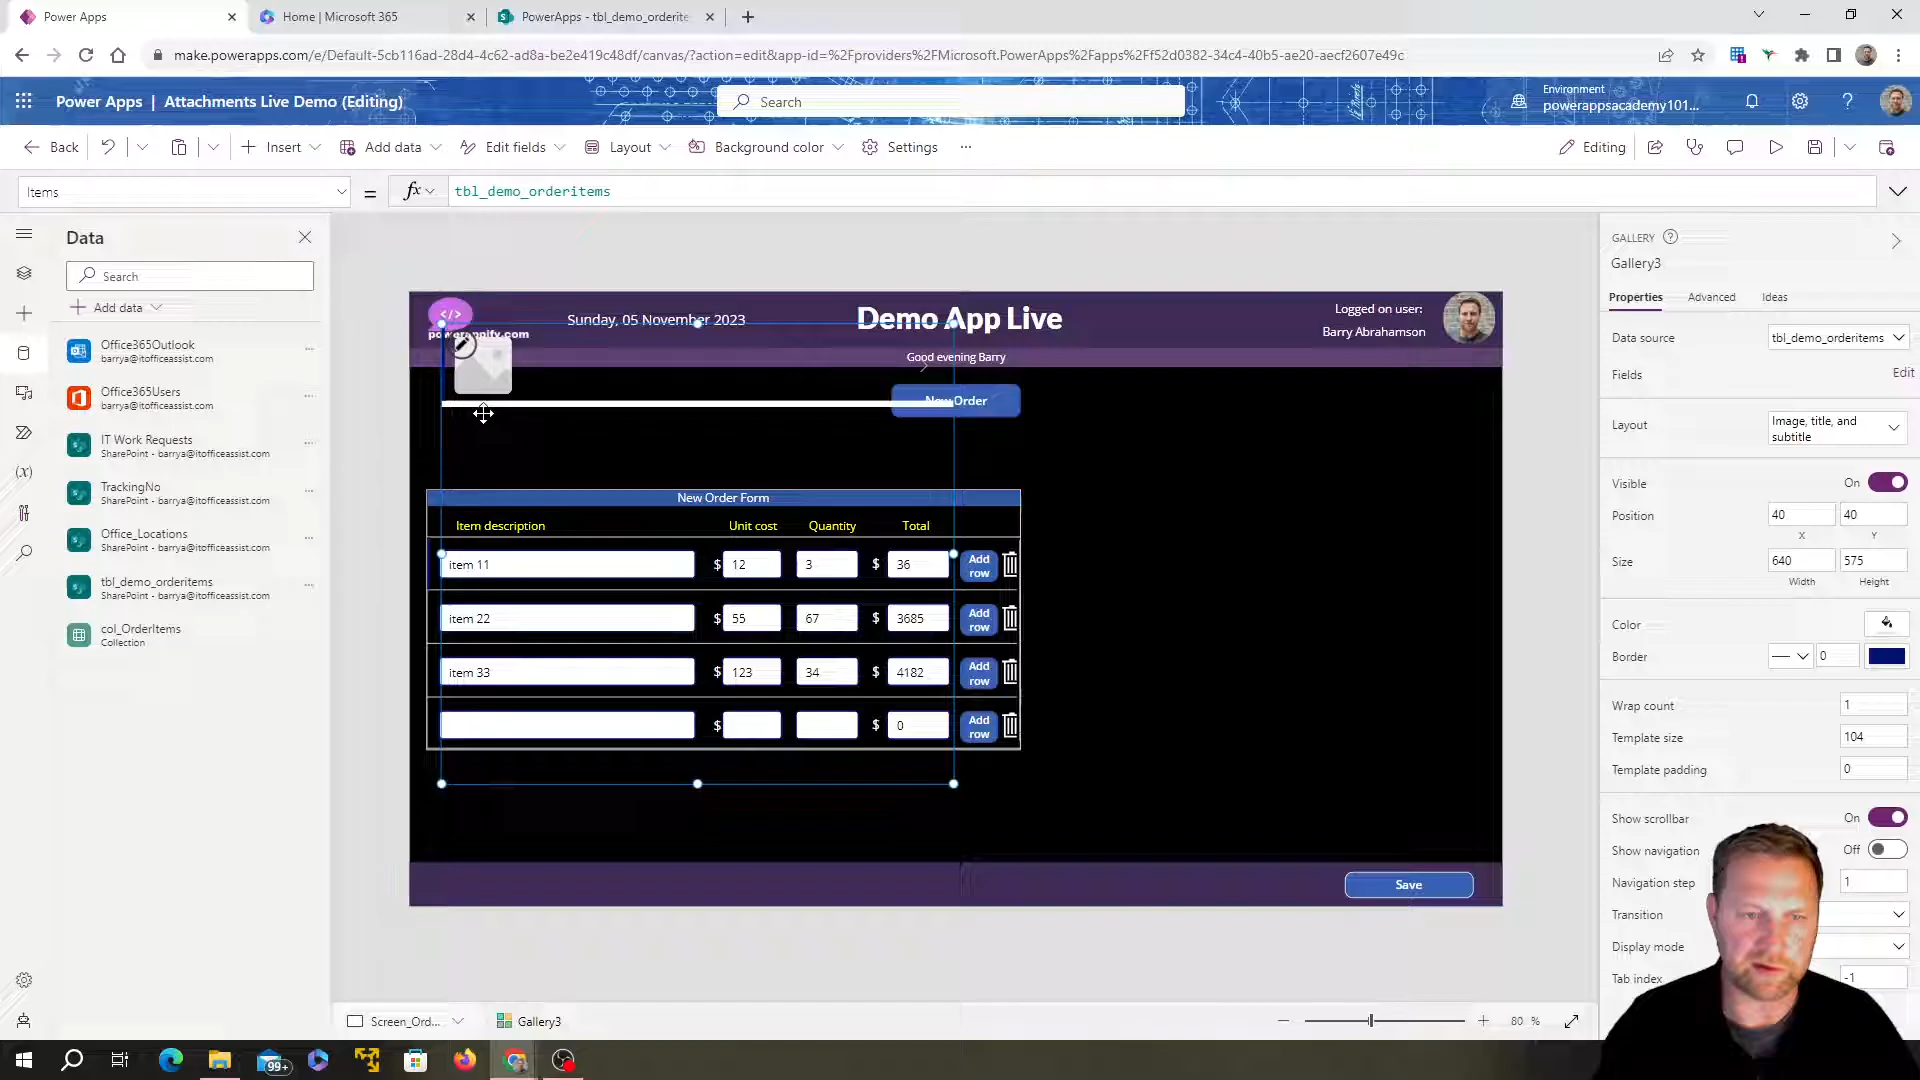 Power Apps
Home | Microsoft 365
PowerApps - tbl_demo_orderite
make.powerapps.com/e/Default-5cb116ad-28d4-4c62-ad8a-be2e419c48df/canvas/?action=edit&app-id=%2Fproviders%2FMicrosoft.PowerApps%2Fapps%2Ff52d0382-34c4-40b5-ae20-aecf2607e49c
Power Apps | Attachments Live Demo (Editing)
Search
Environment
powerappsacademy101...
Back
Insert
Add data
Edit fields
Layout
Background color
Settings
Editing
Items
=
fx
tbl_demo_orderitems
Data
Search
Add data
Office365Outlook
barrya@itofficeassist.com
Office365Users
barrya@itofficeassist.com
IT Work Requests
SharePoint - barrya@itofficeassist.com
TrackingNo
SharePoint - barrya@itofficeassist.com
Office_Locations
SharePoint - barrya@itofficeassist.com
tbl_demo_orderitems
SharePoint - barrya@itofficeassist.com
col_OrderItems
Collection
</>
Sunday, 05 November 2023
Demo App Live
Logged on user:
Barry Abrahamson
Good evening Barry
New Order
New Order Form
Item description Unit cost Quantity Total
item 11 $ 12 3 $ 36 Add row
item 22 $ 55 67 $ 3685 Add row
item 33 $ 123 34 $ 4182 Add row
$ $ 0 Add row
Save
GALLERY
Gallery3
Properties Advanced Ideas
Data source tbl_demo_orderitems
Fields Edit
Layout Image, title, and subtitle
Visible On
Position 40 40
X Y
Size 640 575
Width Height
Color
Border 0
Wrap count 1
Template size 104
Template padding 0
Show scrollbar On
Show navigation Off
Navigation step 1
Transition
Display mode
Tab index -1
Screen_Ord...
Gallery3
80 %
99+